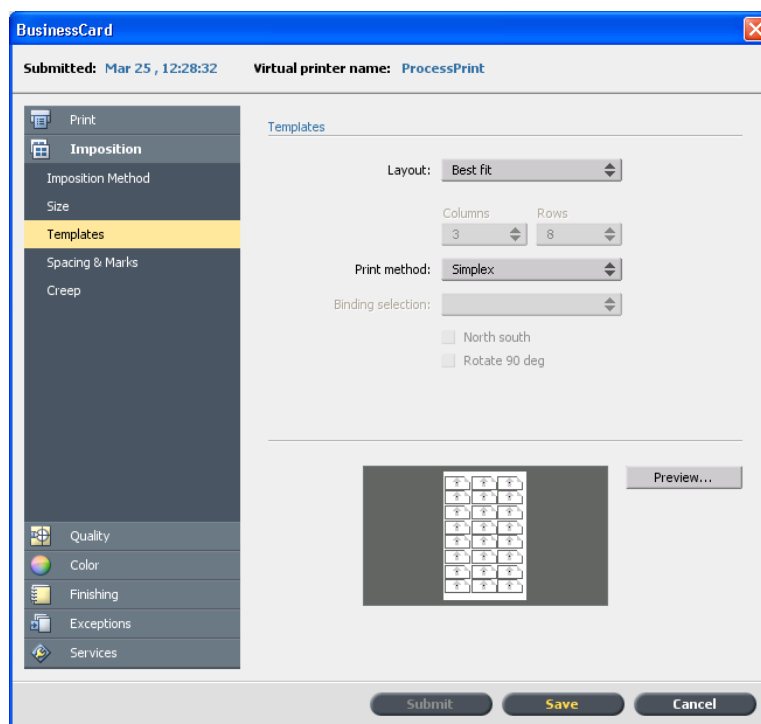 BusinessCard
Submitted: Mar 25 , 12:28:32 Virtual printer name: ProcessPrint
Print
Imposition
Imposition Method
Size
Templates
Spacing & Marks
Creep
Quality
Color
Finishing
Exceptions
Services
Templates
Layout: Best fit
Columns Rows
3 8
Print method: Simplex
Binding selection:
North south
Rotate 90 deg
Preview...
Submit Save Cancel